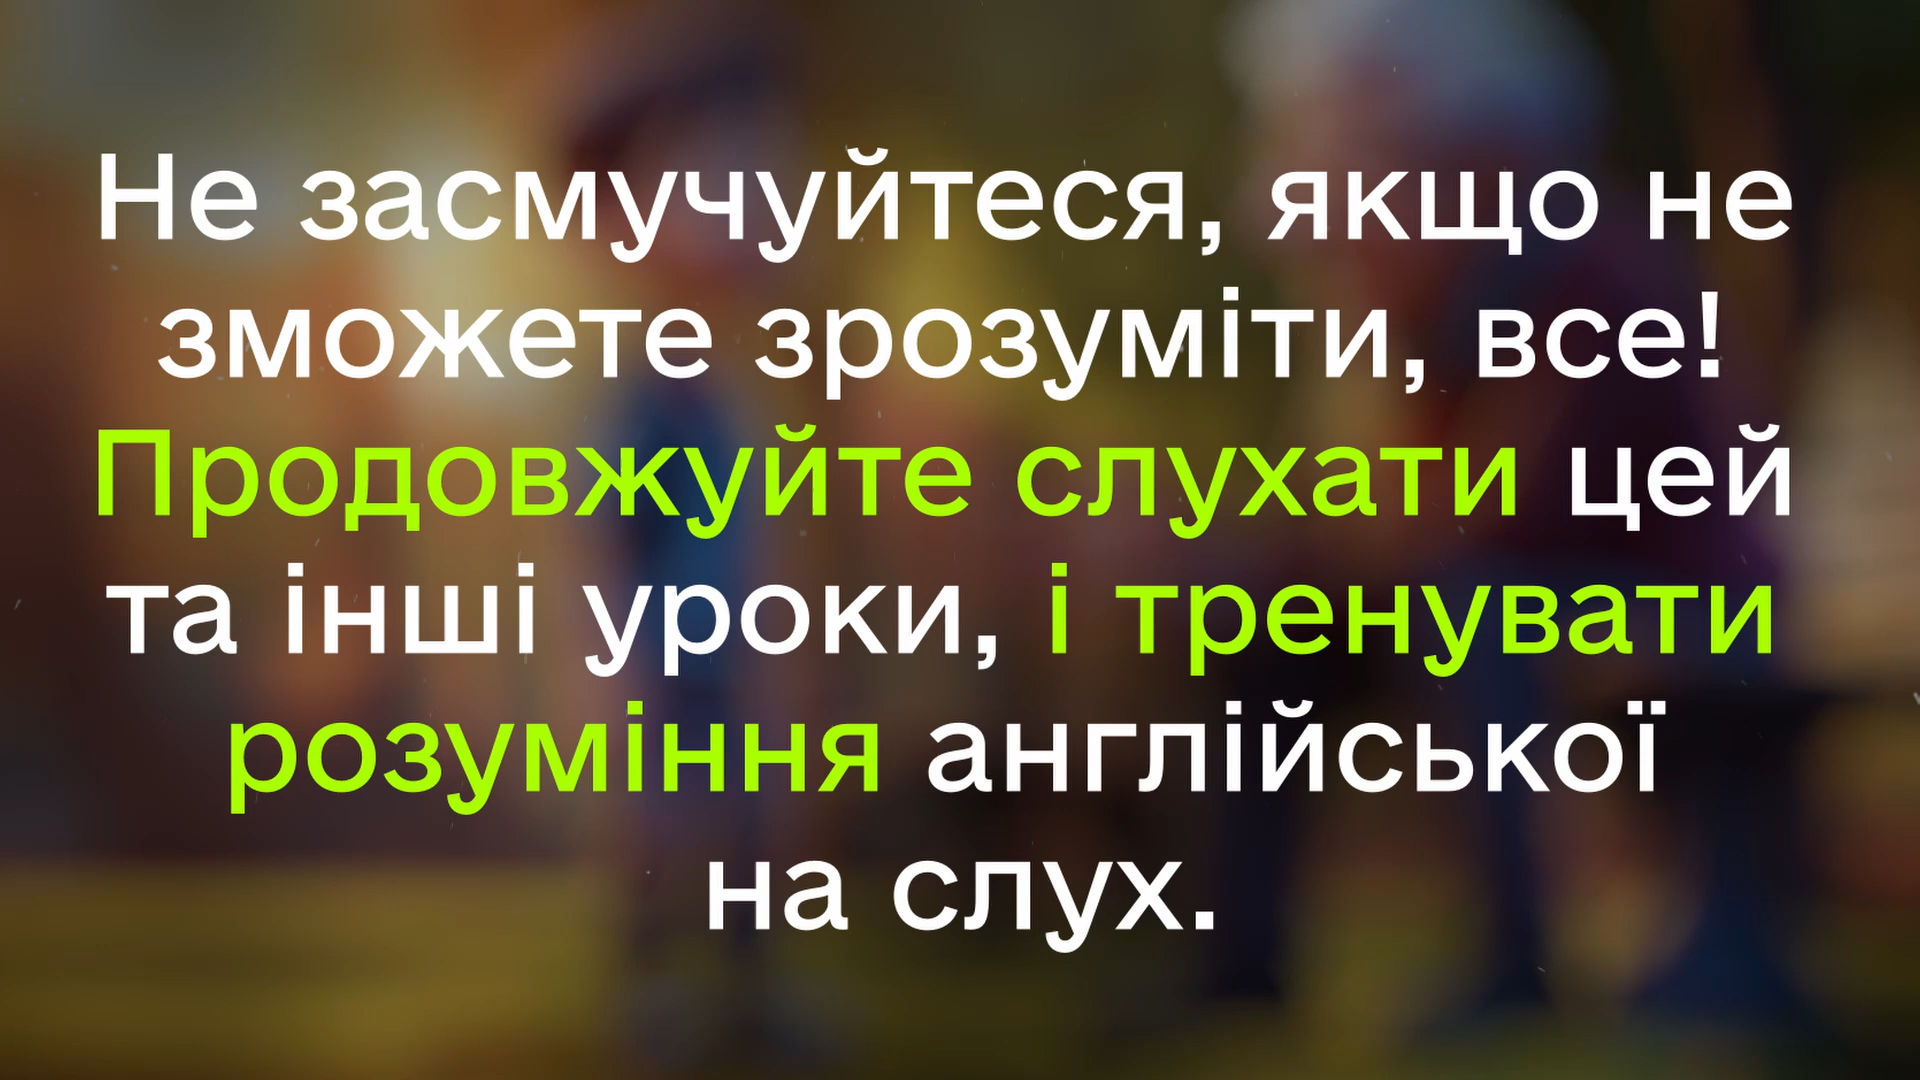 Не засмучуйтеся, якщо не
зможете зрозуміти, все!
Продовжуйте слухати цей
та інші уроки, і тренувати
розуміння англійської
на слух.